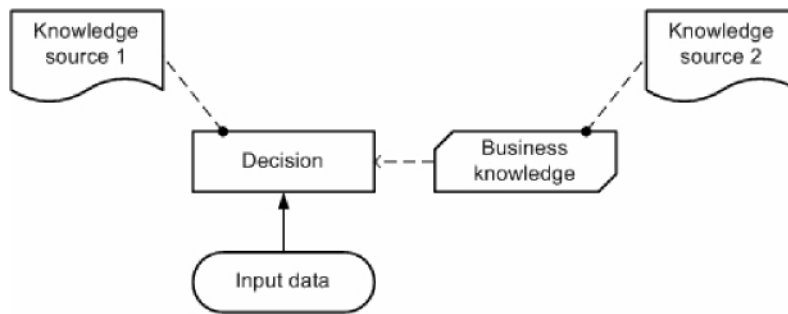 Knowledge
source 1
Knowledge
source 2
Decision
Business
knowledge
Input data